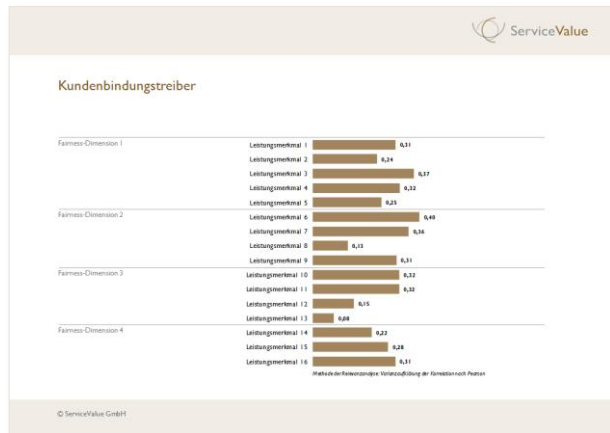 ServiceValue
Kundenbindungstreiber
Fairness-Dimension 1
Leistungsmerkmal 1 0,31
Leistungsmerkmal 2 0,24
Leistungsmerkmal 3 0,37
Leistungsmerkmal 4 0,32
Leistungsmerkmal 5 0,25
Fairness-Dimension 2
Leistungsmerkmal 6 0,40
Leistungsmerkmal 7 0,36
Leistungsmerkmal 8 0,13
Leistungsmerkmal 9 0,31
Fairness-Dimension 3
Leistungsmerkmal 10 0,32
Leistungsmerkmal 11 0,32
Leistungsmerkmal 12 0,15
Leistungsmerkmal 13 0,08
Fairness-Dimension 4
Leistungsmerkmal 14 0,22
Leistungsmerkmal 15 0,28
Leistungsmerkmal 16 0,31
Methode der Relevanzanalyse: Varianzaufklärung der Korrelation nach Pearson
© ServiceValue GmbH